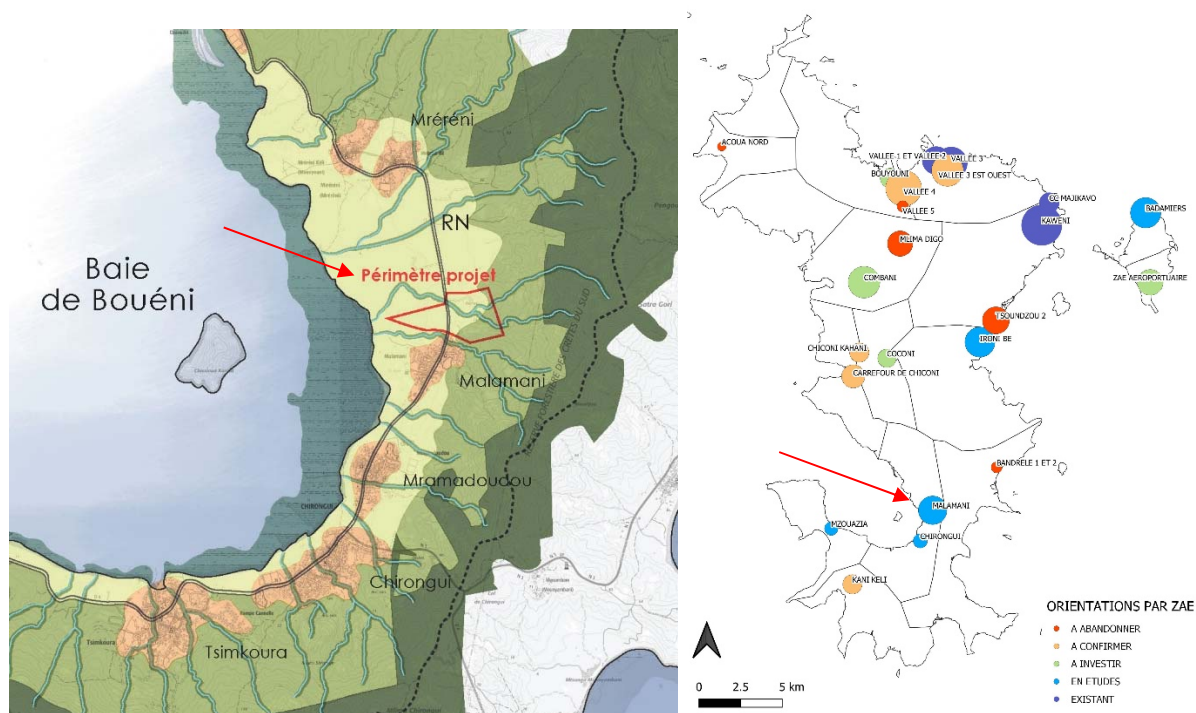 Mréréni
RN
Périmètre projet
Baie
de Bouéni
Malamani
Mramadoudou
CHIRONGUI
Chirongui
Tsimkoura
Tsimkoura
ACOUA NORD
VALLEE 1 ET VALLEE 2
VALLEE 3
BOUYOUNI
VALLEE 3 EST OUEST
VALLEE 4
VALLEE 5
CC MAJIKAVO
KAWENI
BADAMIERS
MLIMA DIGO
COMBANI
ZAE AEROPORTUAIRE
TSOUNDZOU 2
IRONI BE
CHICONI KAHANI
COCONI
CARREFOUR DE CHICONI
BANDRELE 1 ET 2
MALAMANI
MZOUAZIA
CHIRONGUI
KANI KELI
ORIENTATIONS PAR ZAE
A ABANDONNER
A CONFIRMER
A INVESTIR
EN ETUDES
EXISTANT
0 2.5 5 km